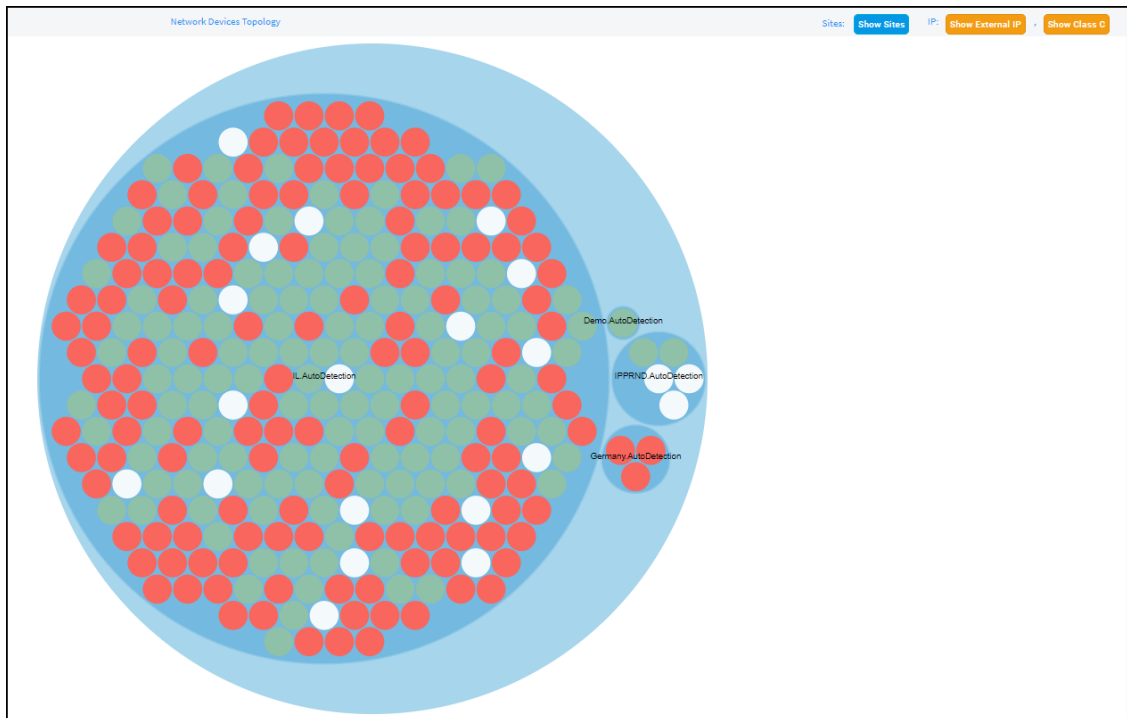 Network Devices Topology
Sites: Show Sites IP: Show External IP , Show Class C
Demo.AutoDetection
IL.AutoDetection
IPPRND.AutoDetection
Germany.AutoDetection